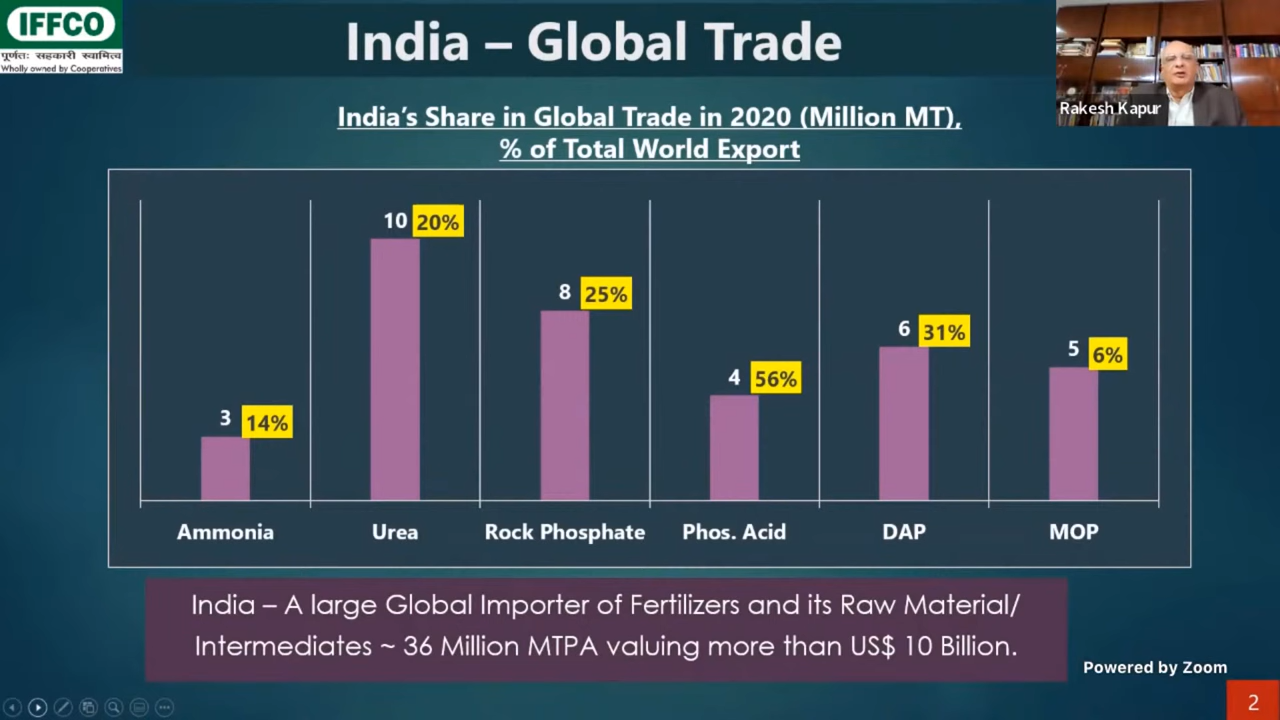 IFFCO
पूर्णतः सहकारी स्वामित्व
Wholly owned by Cooperatives
India – Global Trade
Rakesh Kapur
India's Share in Global Trade in 2020 (Million MT),
% of Total World Export
3 14%
10 20%
8 25%
4 56%
6 31%
5 6%
Ammonia Urea Rock Phosphate Phos. Acid DAP MOP
India – A large Global Importer of Fertilizers and its Raw Material/
Intermediates ~ 36 Million MTPA valuing more than US$ 10 Billion.
Powered by Zoom
2